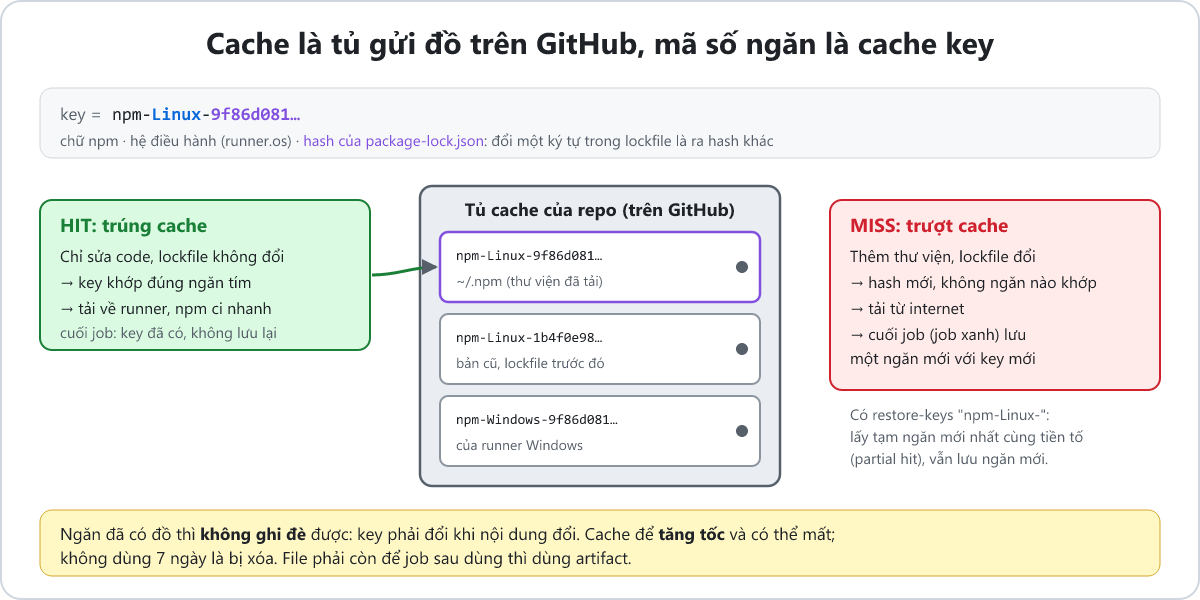 Cache là tủ gửi đồ trên GitHub, mã số ngăn là cache key
key = npm-Linux-9f86d081…
chữ npm · hệ điều hành (runner.os) · hash của package-lock.json: đổi một ký tự trong lockfile là ra hash khác
HIT: trúng cache
Chỉ sửa code, lockfile không đổi
→ key khớp đúng ngăn tím
→ tải về runner, npm ci nhanh
cuối job: key đã có, không lưu lại
Tủ cache của repo (trên GitHub)
npm-Linux-9f86d081…
~/.npm (thư viện đã tải)
npm-Linux-1b4f0e98…
bản cũ, lockfile trước đó
npm-Windows-9f86d081…
của runner Windows
MISS: trượt cache
Thêm thư viện, lockfile đổi
→ hash mới, không ngăn nào khớp
→ tải từ internet
→ cuối job (job xanh) lưu
một ngăn mới với key mới
Có restore-keys "npm-Linux-":
lấy tạm ngăn mới nhất cùng tiền tố
(partial hit), vẫn lưu ngăn mới.
Ngăn đã có đồ thì không ghi đè được: key phải đổi khi nội dung đổi. Cache để tăng tốc và có thể mất;
không dùng 7 ngày là bị xóa. File phải còn để job sau dùng thì dùng artifact.